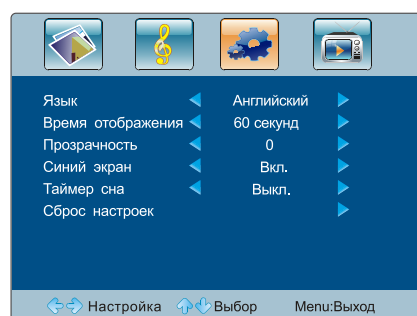 Язык Английский
Время отображения 60 секунд
Прозрачность 0
Синий экран Вкл.
Таймер сна Выкл.
Сброс настроек
Настройка Выбор Menu:Выход